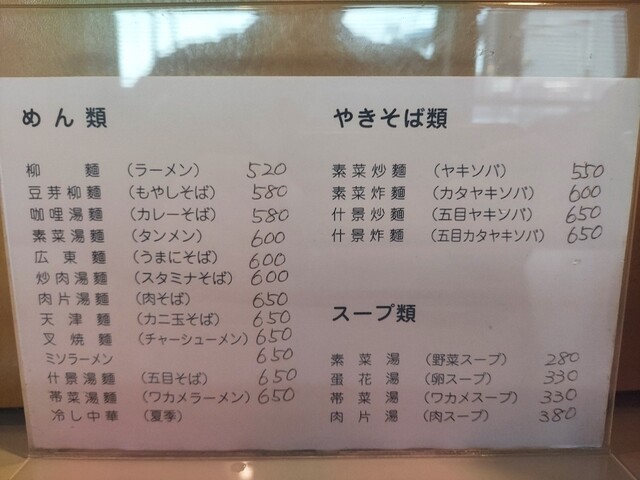 めん類
柳麺 (ラーメン) 520
豆芽柳麺 (もやしそば) 580
咖哩湯麺 (カレーそば) 580
素菜湯麺 (タンメン) 600
広東麺 (うまにそば) 600
炒肉湯麺 (スタミナそば) 600
肉片湯麺 (肉そば) 650
天津麺 (カニ玉そば) 650
叉焼麺 (チャーシューメン) 650
ミソラーメン 650
什景湯麺 (五目そば) 650
帯菜湯麺 (ワカメラーメン) 650
冷し中華 (夏季)
やきそば類
素菜炒麺 (ヤキソバ) 550
素菜炸麺 (カタヤキソバ) 600
什景炒麺 (五目ヤキソバ) 650
什景炸麺 (五目カタヤキソバ) 650
スープ類
素菜湯 (野菜スープ) 280
蛋花湯 (卵スープ) 330
帯菜湯 (ワカメスープ) 330
肉片湯 (肉スープ) 380